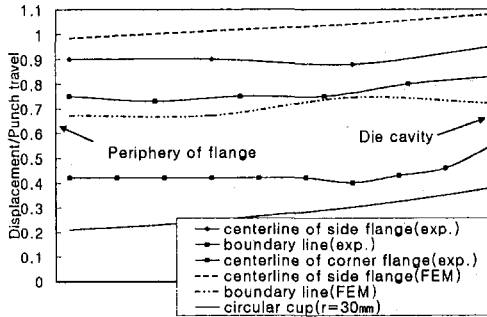 1.1
1
0.9
0.8
0.7
0.6
0.5
0.4
0.3
0.2
0.1
0
Displacement/Punch travel
Periphery of flange
Die cavity
centerline of side flange(exp.)
boundary line(exp.)
centerline of corner flange(exp.)
centerline of side flange(FEM)
boundary line(FEM)
circular cup(r=30㎜)